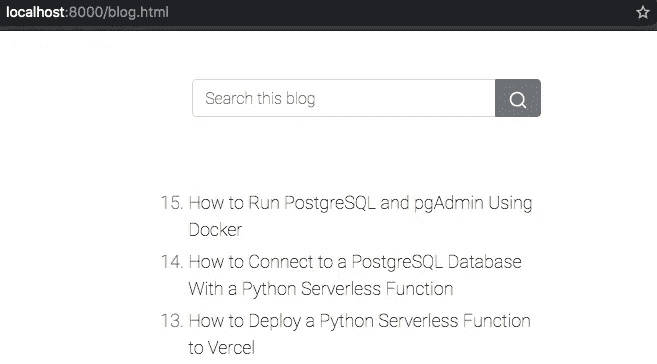 localhost:8000/blog.html
Search this blog
15. How to Run PostgreSQL and pgAdmin Using
Docker
14. How to Connect to a PostgreSQL Database
With a Python Serverless Function
13. How to Deploy a Python Serverless Function
to Vercel